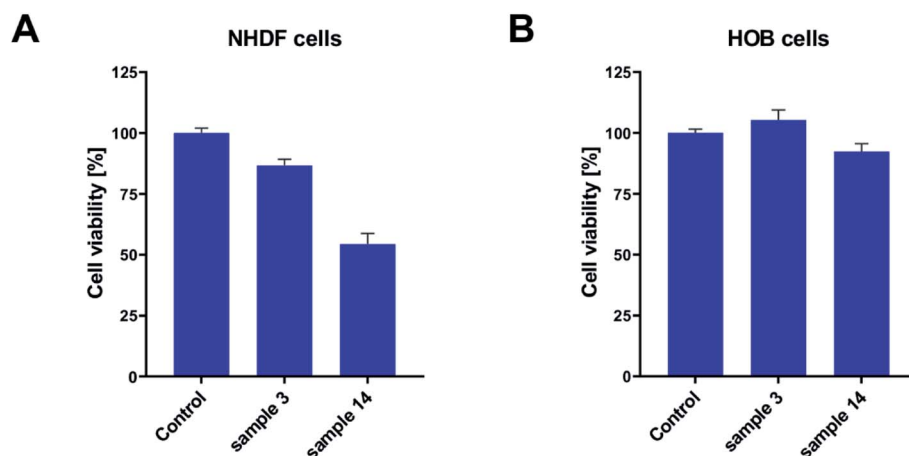 A
NHDF cells
Cell viability [%]
125
100
75
50
25
0
Control
sample 3
sample 14
B
HOB cells
Cell viability [%]
125
100
75
50
25
0
Control
sample 3
sample 14